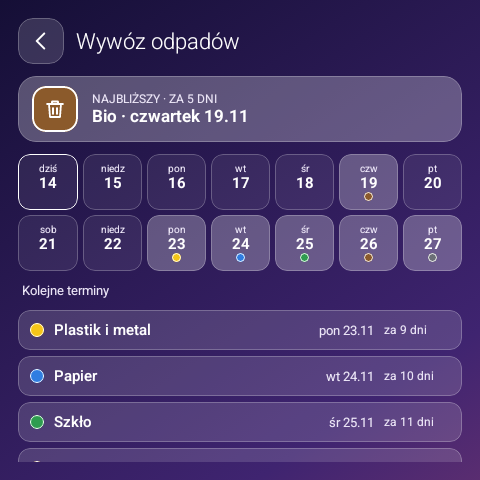 Wywóz odpadów
NAJBLIŻSZY · ZA 5 DNI
Bio · czwartek 19.11
dziś niedz pon wt śr czw pt
14 15 16 17 18 19 20
sob niedz pon wt śr czw pt
21 22 23 24 25 26 27
Kolejne terminy
Plastik i metal pon 23.11 za 9 dni
Papier wt 24.11 za 10 dni
Szkło śr 25.11 za 11 dni